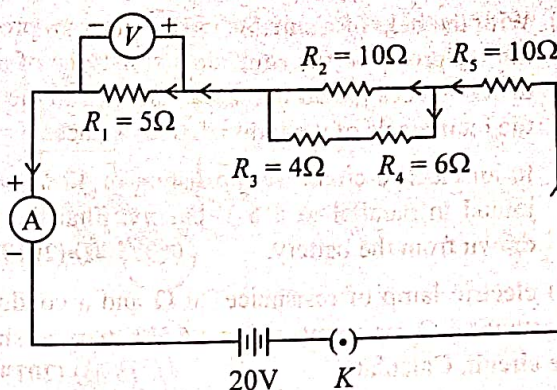 − V +
R₂ = 10Ω R₅ = 10Ω
R₁ = 5Ω
R₃ = 4Ω R₄ = 6Ω
+
A
−
20V K